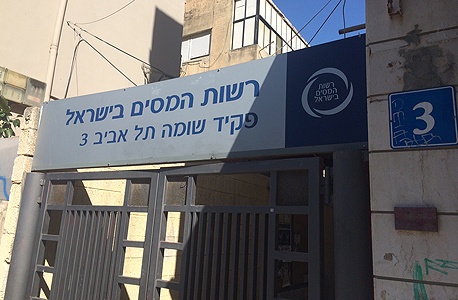 רשות המסים בישראל
פקיד שומה תל אביב 3
רשות
המסים
בישראל
3